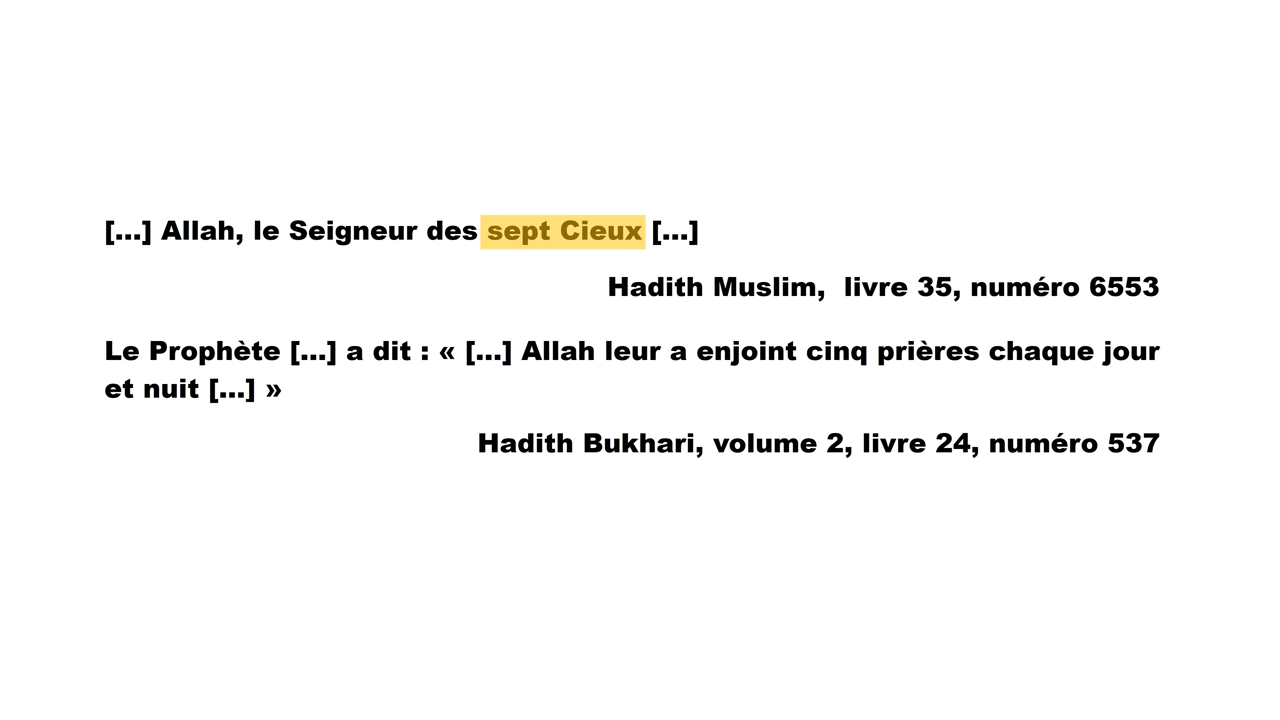 [...] Allah, le Seigneur des sept Cieux [...]
Hadith Muslim,  livre 35, numéro 6553
Le Prophète [...] a dit : « [...] Allah leur a enjoint cinq prières chaque jour
et nuit [...] »
Hadith Bukhari, volume 2, livre 24, numéro 537